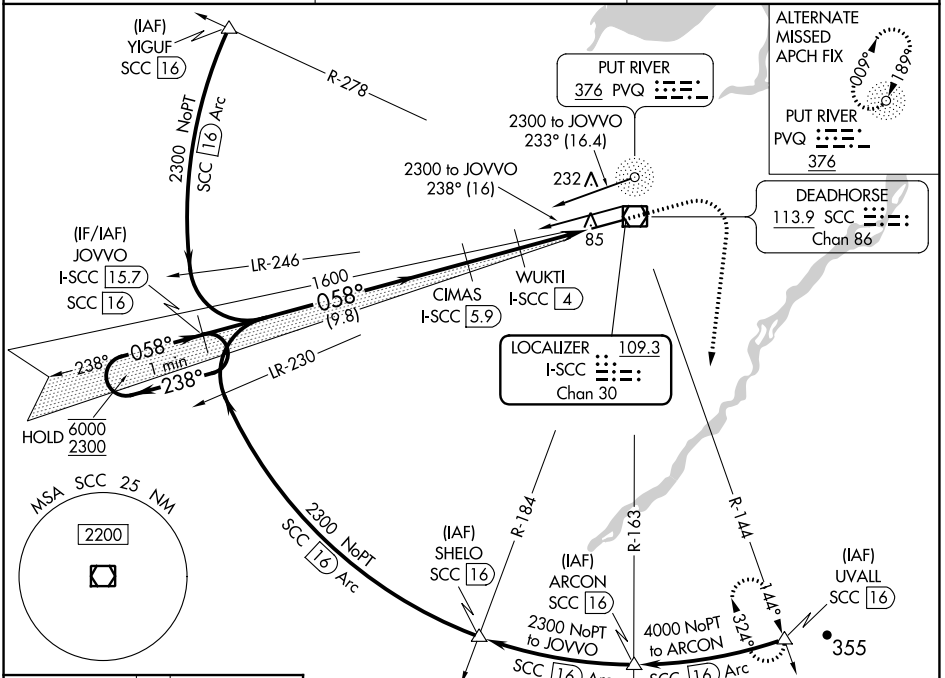 (IAF)
YIGUF
SCC 16
R-278
2300 NoPT
SCC 16 Arc
PUT RIVER
376 PVQ
2300 to JOVVO
233° (16.4)
2300 to JOVVO
238° (16)
232
85
ALTERNATE
MISSED
APCH FIX
009°
189°
PUT RIVER
PVQ
376
DEADHORSE
113.9 SCC
Chan 86
(IF/IAF)
JOVVO
I-SCC 15.7
SCC 16
LR-246
1600
058°
(9.8)
CIMAS
I-SCC 5.9
WUKTI
I-SCC 4
238°
058°
1 min
238°
LR-230
HOLD 6000
2300
LOCALIZER 109.3
I-SCC
Chan 30
MSA SCC 25 NM
2200
2300 NoPT
SCC 16 Arc
R-184
R-163
R-144
(IAF)
SHELO
SCC 16
(IAF)
ARCON
SCC 16
(IAF)
UVALL
SCC 16
144°
324°
355
2300 NoPT
to JOVVO
SCC 16 Arc
4000 NoPT
to ARCON
SCC 16 Arc